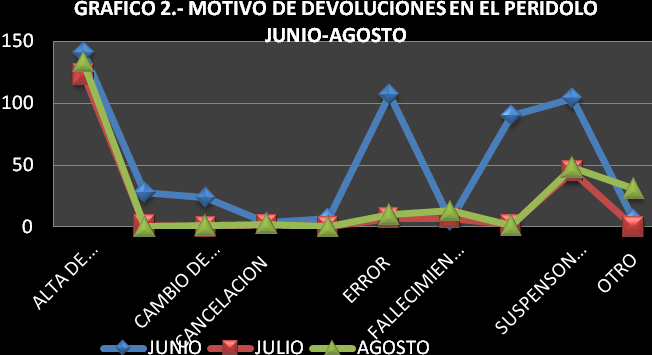 GRAFICO 2.- MOTIVO DE DEVOLUCIONES EN EL PERIDOLO
JUNIO-AGOSTO
150
100
50
0
ALTA DE...
CAMBIO DE...
CANCELACION
ERROR
FALLECIMIEN...
SUSPENSON...
OTRO
JUNIO
JULIO
AGOSTO